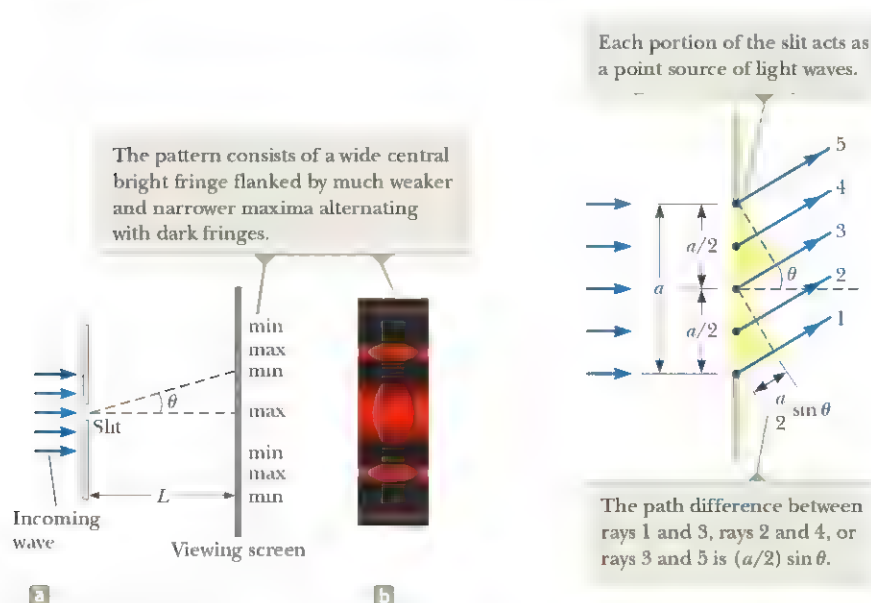 The pattern consists of a wide central
bright fringe flanked by much weaker
and narrower maxima alternating
with dark fringes.
min
max
min
θ
max
Slit
min
max
L
min
Incoming
wave
Viewing screen
a
b
Each portion of the slit acts as
a point source of light waves.
5
4
3
a/2
θ
2
a
a/2
1
a
2 sin θ
The path difference between
rays 1 and 3, rays 2 and 4, or
rays 3 and 5 is (a/2) sin θ.